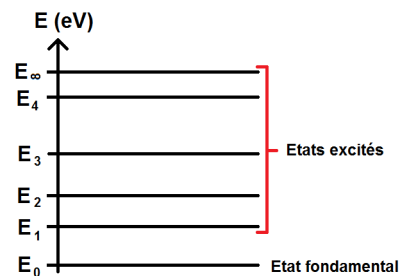 E (eV)
E∞
E4
E3
Etats excités
E2
E1
E0
Etat fondamental